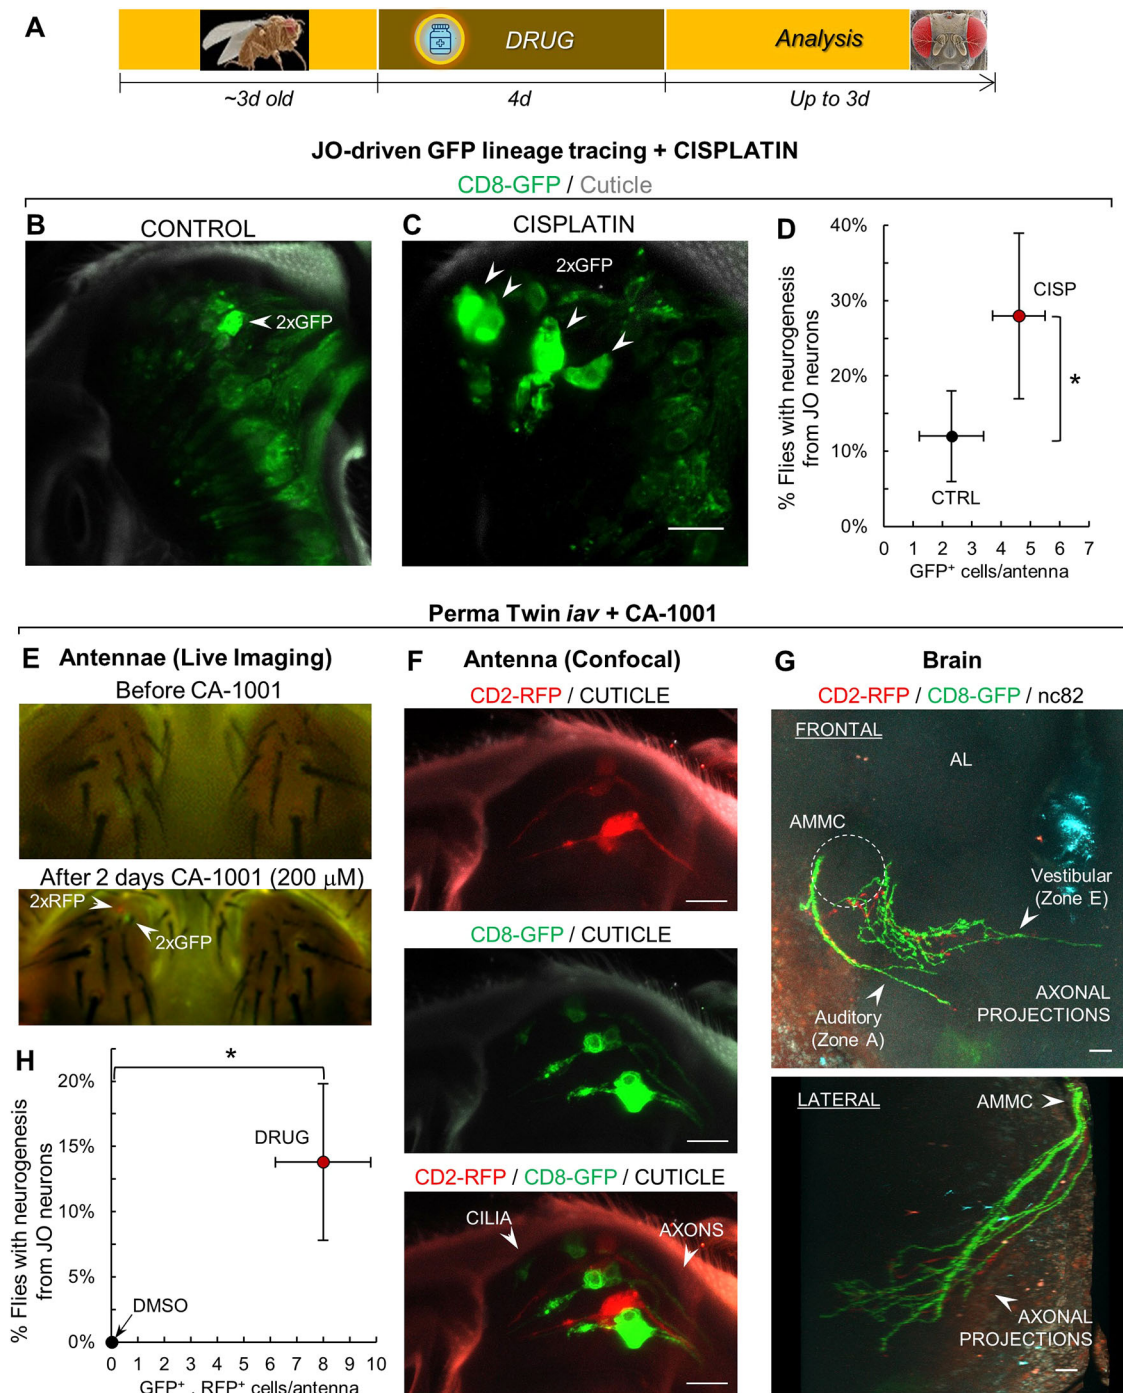 A
DRUG
Analysis
~3d old
4d
Up to 3d
JO-driven GFP lineage tracing + CISPLATIN
CD8-GFP / Cuticle
B
CONTROL
2xGFP
C
CISPLATIN
2xGFP
D
% Flies with neurogenesis
from JO neurons
40%
30%
20%
10%
0%
CISP
*
CTRL
0 1 2 3 4 5 6 7
GFP⁺ cells/antenna
Perma Twin iav + CA-1001
E Antennae (Live Imaging)
Before CA-1001
After 2 days CA-1001 (200 μM)
2xRFP
2xGFP
F Antenna (Confocal)
CD2-RFP / CUTICLE
CD8-GFP / CUTICLE
CD2-RFP / CD8-GFP / CUTICLE
CILIA
AXONS
G Brain
CD2-RFP / CD8-GFP / nc82
FRONTAL
AL
AMMC
Vestibular
(Zone E)
Auditory
(Zone A)
AXONAL
PROJECTIONS
LATERAL
AMMC
AXONAL
PROJECTIONS
H
% Flies with neurogenesis
from JO neurons
20%
15%
10%
5%
0%
*
DRUG
DMSO
0 1 2 3 4 5 6 7 8 9 10
GFP⁺ , RFP⁺ cells/antenna